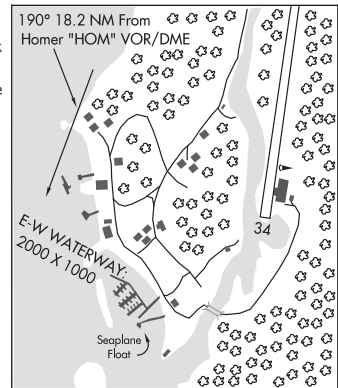 190° 18.2 NM From
Homer "HOM" VOR/DME
E-W WATERWAY:
2000 X 1000
34
Seaplane
Float